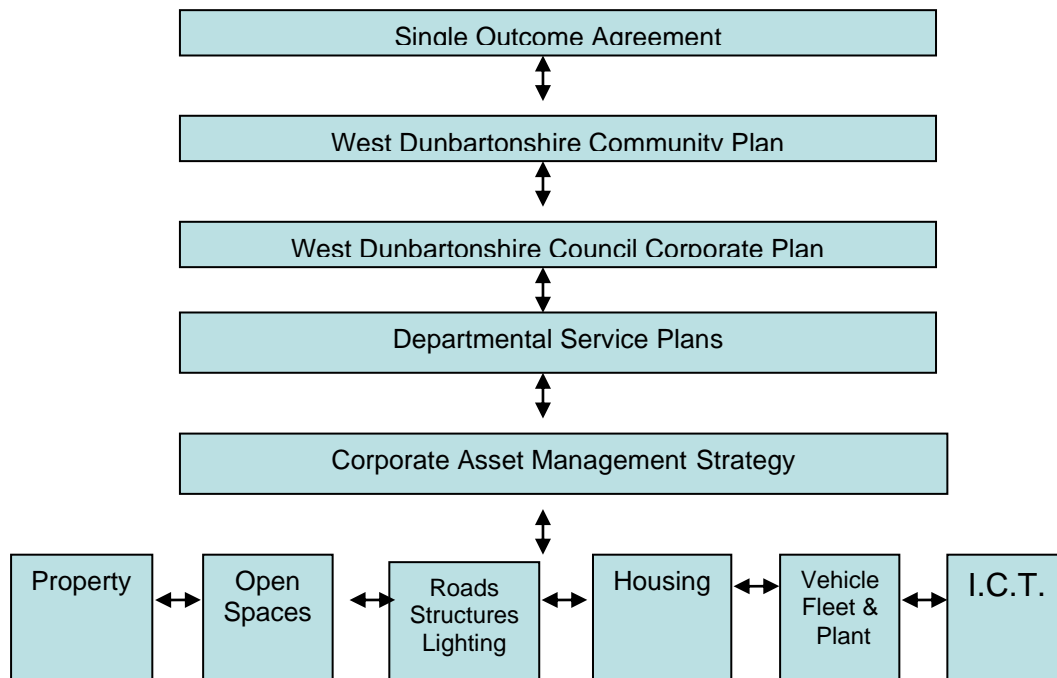 Single Outcome Agreement
West Dunbartonshire Community Plan
West Dunbartonshire Council Corporate Plan
Departmental Service Plans
Corporate Asset Management Strategy
Property
Open
Spaces
Roads
Structures
Lighting
Housing
Vehicle
Fleet &
Plant
I.C.T.